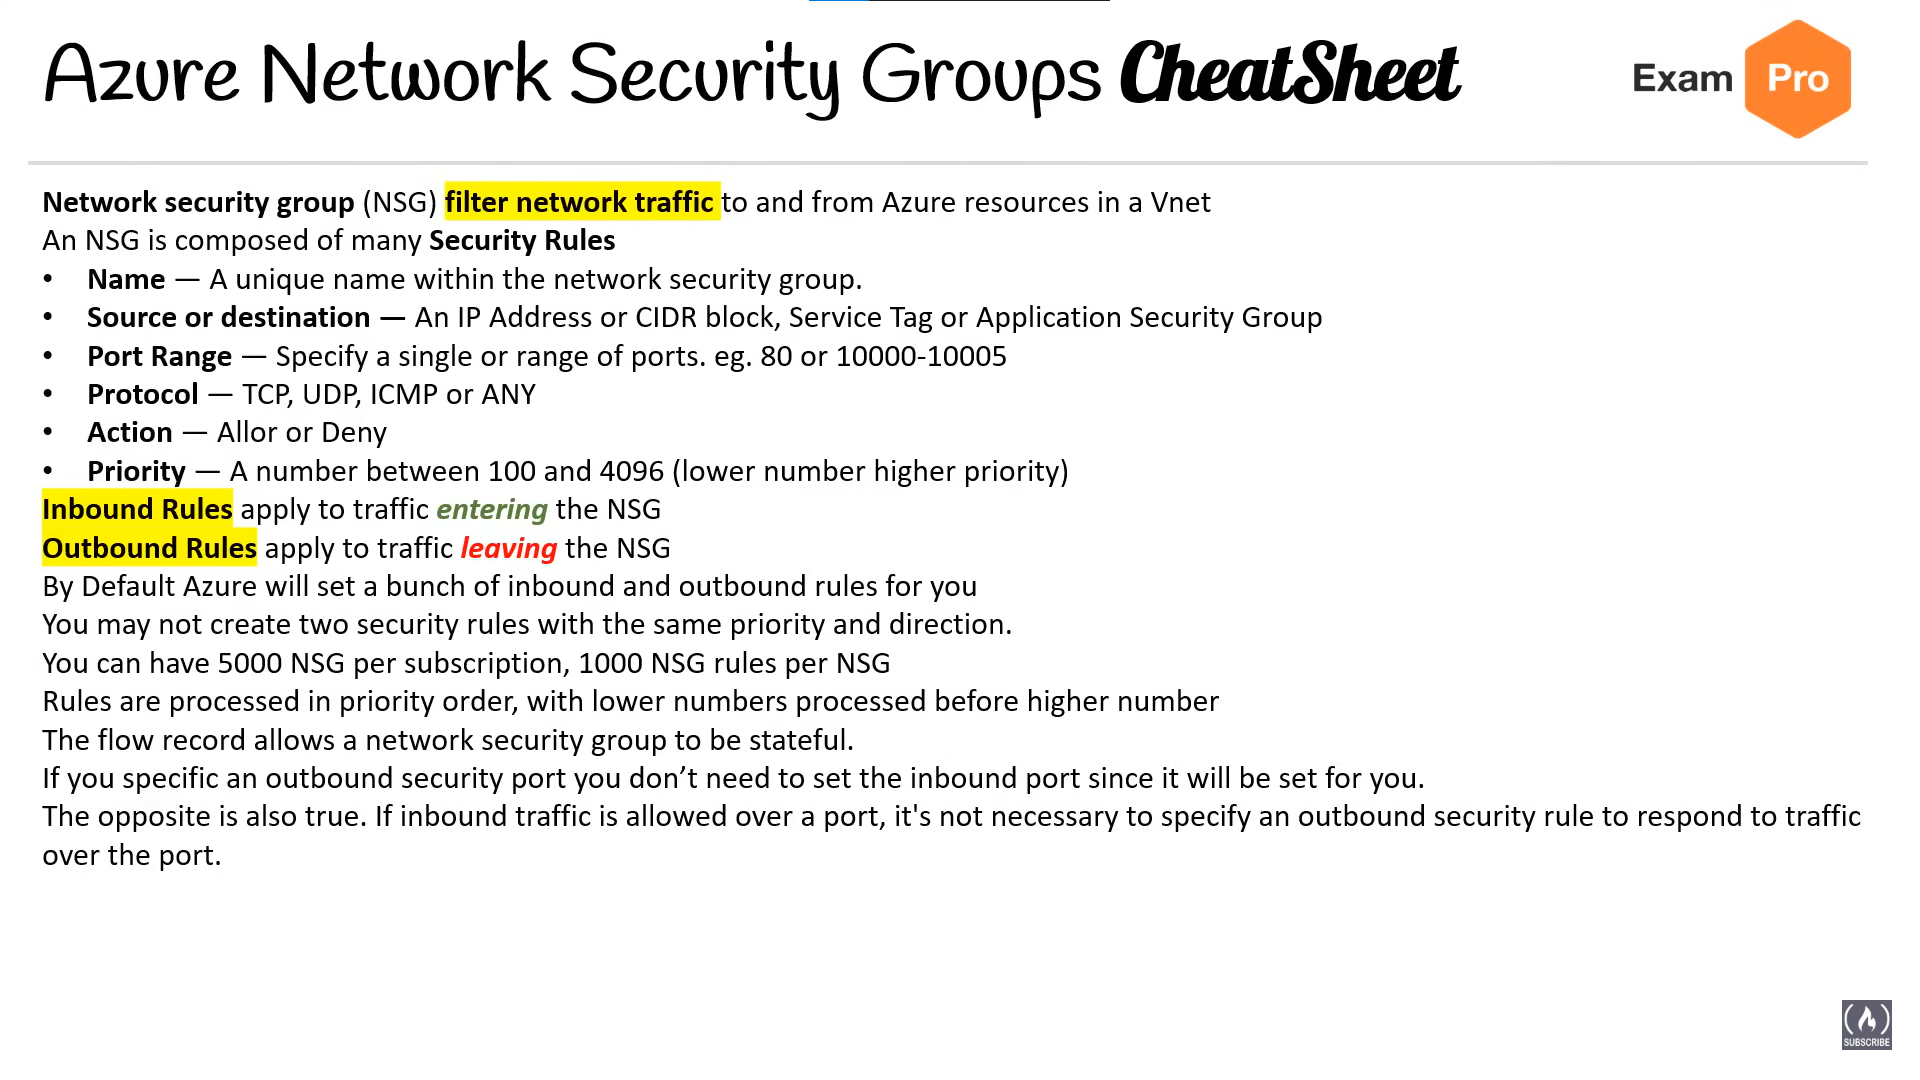 Azure Network Security Groups CheatSheet
Exam Pro
Network security group (NSG) filter network traffic to and from Azure resources in a Vnet
An NSG is composed of many Security Rules
• Name — A unique name within the network security group.
• Source or destination — An IP Address or CIDR block, Service Tag or Application Security Group
• Port Range — Specify a single or range of ports. eg. 80 or 10000-10005
• Protocol — TCP, UDP, ICMP or ANY
• Action — Allor or Deny
• Priority — A number between 100 and 4096 (lower number higher priority)
Inbound Rules apply to traffic entering the NSG
Outbound Rules apply to traffic leaving the NSG
By Default Azure will set a bunch of inbound and outbound rules for you
You may not create two security rules with the same priority and direction.
You can have 5000 NSG per subscription, 1000 NSG rules per NSG
Rules are processed in priority order, with lower numbers processed before higher number
The flow record allows a network security group to be stateful.
If you specific an outbound security port you don’t need to set the inbound port since it will be set for you.
The opposite is also true. If inbound traffic is allowed over a port, it's not necessary to specify an outbound security rule to respond to traffic
over the port.
SUBSCRIBE